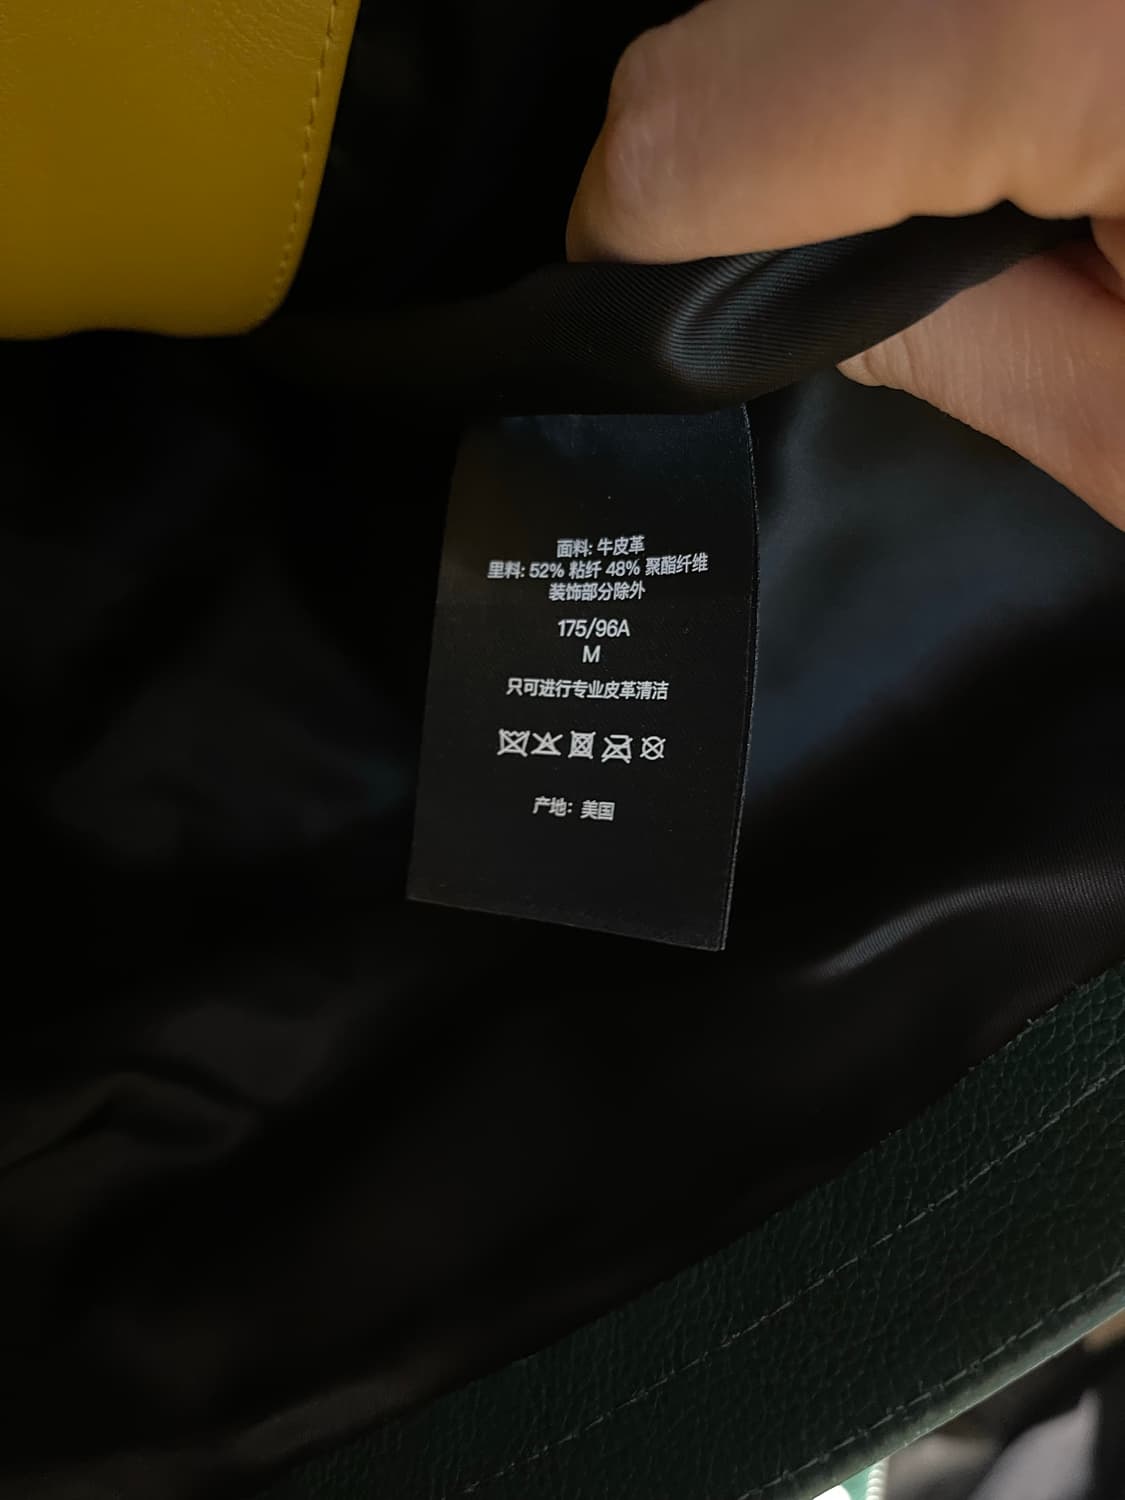 面料: 牛皮革
里料: 52% 粘纤 48% 聚酯纤维
装饰部分除外
175/96A
M
只可进行专业皮革清洁
产地: 美国